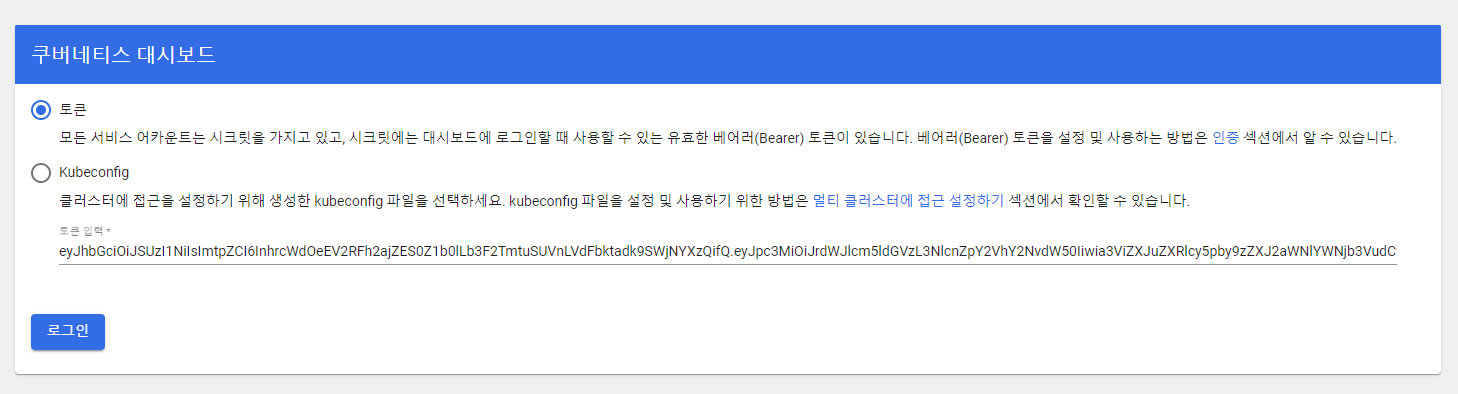 쿠버네티스 대시보드
토큰
모든 서비스 어카운트는 시크릿을 가지고 있고, 시크릿에는 대시보드에 로그인할 때 사용할 수 있는 유효한 베어러(Bearer) 토큰이 있습니다. 베어러(Bearer) 토큰을 설정 및 사용하는 방법은 인증 섹션에서 알 수 있습니다.
Kubeconfig
클러스터에 접근을 설정하기 위해 생성한 kubeconfig 파일을 선택하세요. kubeconfig 파일을 설정 및 사용하기 위한 방법은 멀티 클러스터에 접근 설정하기 섹션에서 확인할 수 있습니다.
토큰 입력 *
로그인